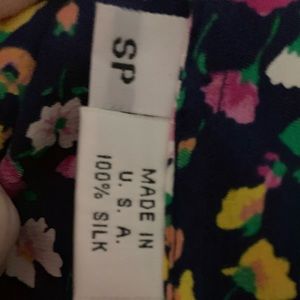 SP
MADE IN
U. S. A.
100% SILK